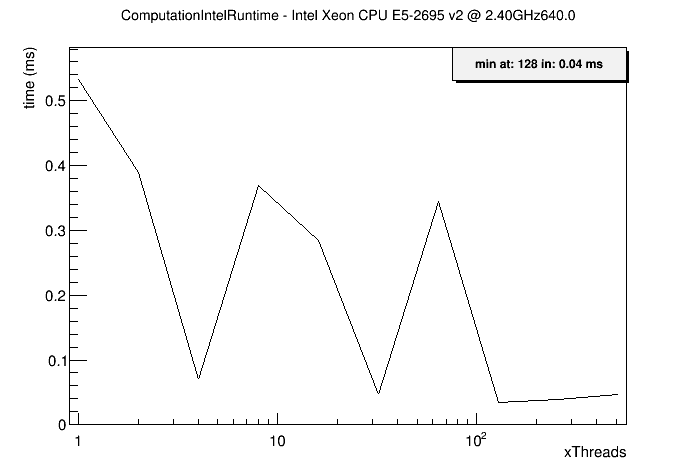 ComputationIntelRuntime - Intel Xeon CPU E5-2695 v2 @ 2.40GHz640.0
min at: 128 in: 0.04 ms
time (ms)
0.5
0.4
0.3
0.2
0.1
0
1
10
10²
xThreads